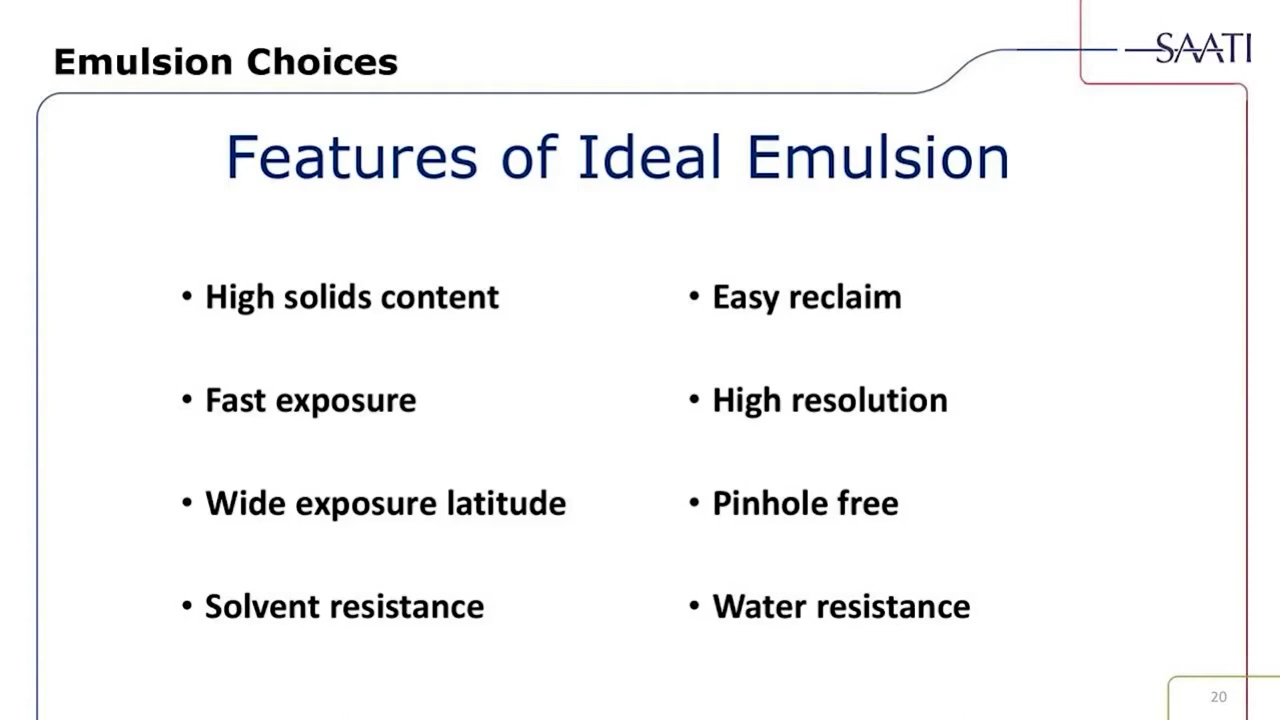 Emulsion Choices
SAATI
Features of Ideal Emulsion
• High solids content
• Fast exposure
• Wide exposure latitude
• Solvent resistance
• Easy reclaim
• High resolution
• Pinhole free
• Water resistance
20